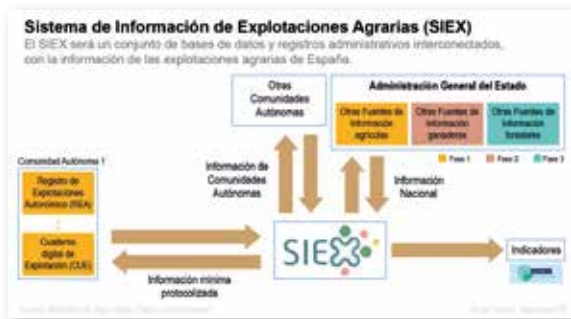 Sistema de Información de Explotaciones Agrarias (SIEX)
El SIEX será un conjunto de bases de datos y registros administrativos interconectados,
con la información de las explotaciones agrarias de España.
Otras
Comunidades
Autónomas
Administración General del Estado
Otras Fuentes de
Información
agrícolas
Otras Fuentes de
Información
ganaderas
Otras Fuentes de
Información
forestales
Fase 1
Fase 2
Fase 3
Comunidad Autónoma 1
Registro de
Explotaciones
Autonómico (REA)
Cuaderno
digital de
Explotación (CUE)
Información de
Comunidades
Autónomas
Información
Nacional
SIEX
Indicadores
Información mínima
protocolizada